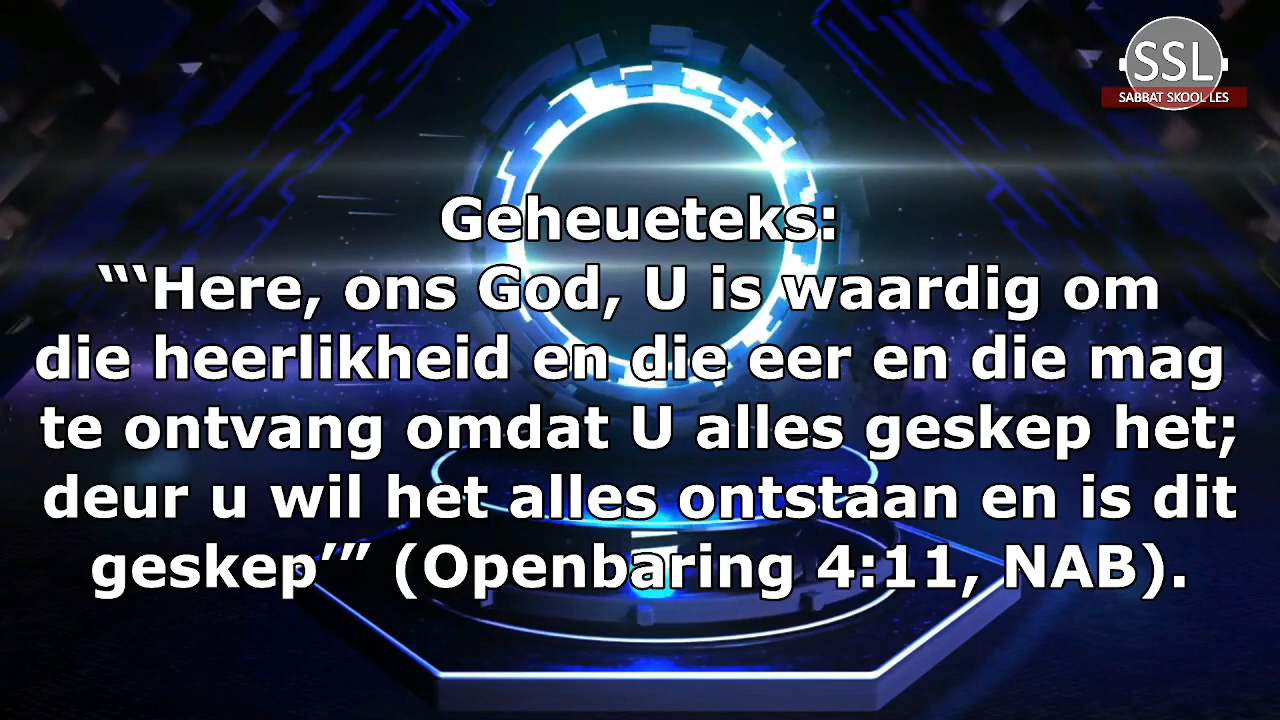 SSL
SABBAT SKOOL LES
Geheueteks:
“‘Here, ons God, U is waardig om
die heerlikheid en die eer en die mag
te ontvang omdat U alles geskep het;
deur u wil het alles ontstaan en is dit
geskep’” (Openbaring 4:11, NAB).